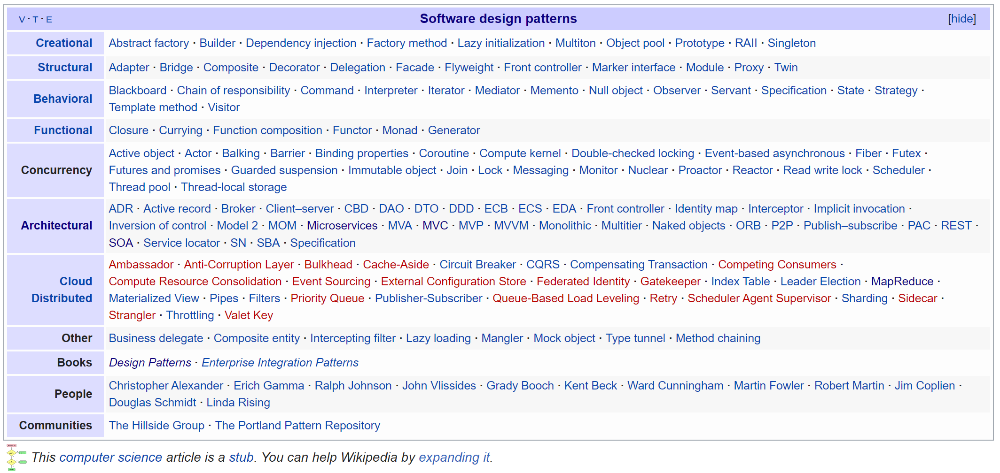 V · T · E Software design patterns [hide]
Creational Abstract factory · Builder · Dependency injection · Factory method · Lazy initialization · Multiton · Object pool · Prototype · RAII · Singleton
Structural Adapter · Bridge · Composite · Decorator · Delegation · Facade · Flyweight · Front controller · Marker interface · Module · Proxy · Twin
Behavioral Blackboard · Chain of responsibility · Command · Interpreter · Iterator · Mediator · Memento · Null object · Observer · Servant · Specification · State · Strategy ·
Template method · Visitor
Functional Closure · Currying · Function composition · Functor · Monad · Generator
Concurrency Active object · Actor · Balking · Barrier · Binding properties · Coroutine · Compute kernel · Double-checked locking · Event-based asynchronous · Fiber · Futex ·
Futures and promises · Guarded suspension · Immutable object · Join · Lock · Messaging · Monitor · Nuclear · Proactor · Reactor · Read write lock · Scheduler ·
Thread pool · Thread-local storage
Architectural ADR · Active record · Broker · Client–server · CBD · DAO · DTO · DDD · ECB · ECS · EDA · Front controller · Identity map · Interceptor · Implicit invocation ·
Inversion of control · Model 2 · MOM · Microservices · MVA · MVC · MVP · MVVM · Monolithic · Multitier · Naked objects · ORB · P2P · Publish–subscribe · PAC · REST ·
SOA · Service locator · SN · SBA · Specification
Cloud
Distributed
Ambassador · Anti-Corruption Layer · Bulkhead · Cache-Aside · Circuit Breaker · CQRS · Compensating Transaction · Competing Consumers ·
Compute Resource Consolidation · Event Sourcing · External Configuration Store · Federated Identity · Gatekeeper · Index Table · Leader Election · MapReduce ·
Materialized View · Pipes · Filters · Priority Queue · Publisher-Subscriber · Queue-Based Load Leveling · Retry · Scheduler Agent Supervisor · Sharding · Sidecar ·
Strangler · Throttling · Valet Key
Other Business delegate · Composite entity · Intercepting filter · Lazy loading · Mangler · Mock object · Type tunnel · Method chaining
Books Design Patterns · Enterprise Integration Patterns
People Christopher Alexander · Erich Gamma · Ralph Johnson · John Vlissides · Grady Booch · Kent Beck · Ward Cunningham · Martin Fowler · Robert Martin · Jim Coplien ·
Douglas Schmidt · Linda Rising
Communities The Hillside Group · The Portland Pattern Repository
This computer science article is a stub. You can help Wikipedia by expanding it.